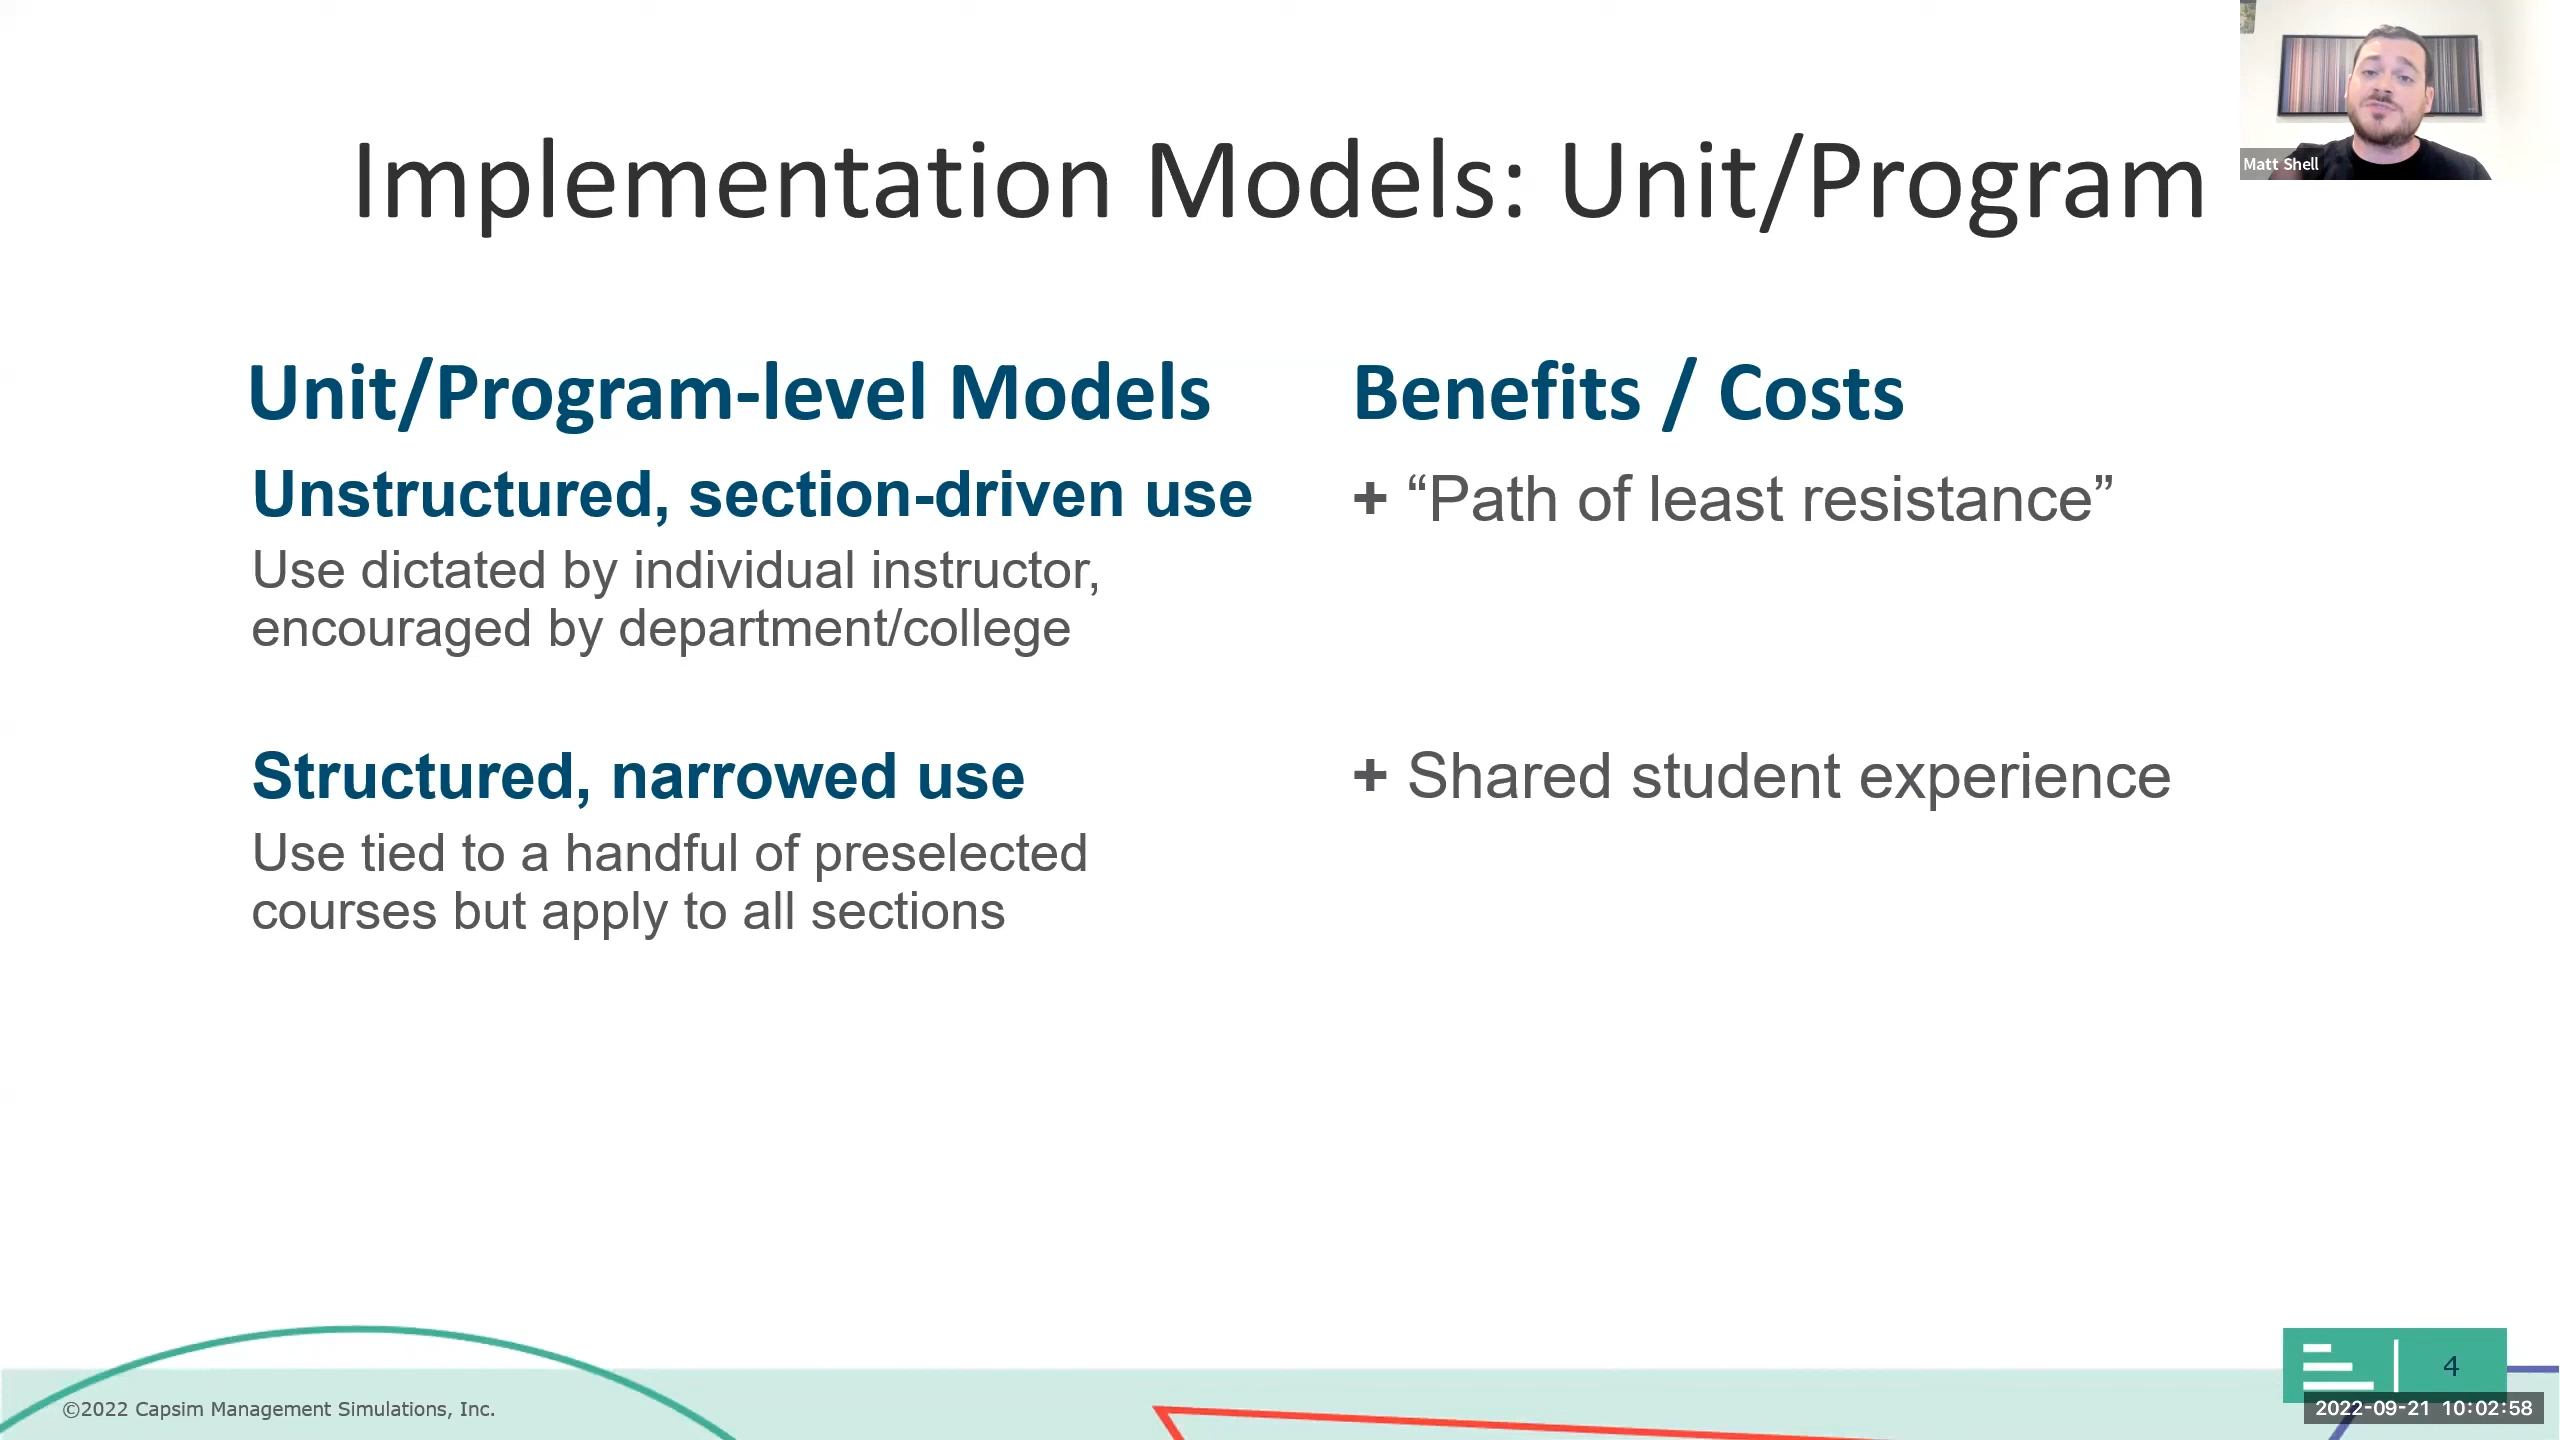 Matt Shell
Implementation Models: Unit/Program
Unit/Program-level Models
Unstructured, section-driven use
Use dictated by individual instructor,
encouraged by department/college
Structured, narrowed use
Use tied to a handful of preselected
courses but apply to all sections
Benefits / Costs
+ “Path of least resistance”
+ Shared student experience
©2022 Capsim Management Simulations, Inc.
4
2022-09-21 10:02:58